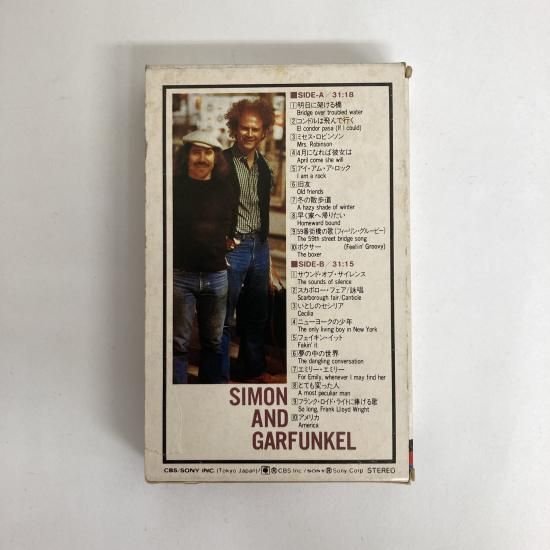 ■SIDE-A／31:18
1 明日に架ける橋
Bridge over troubled water
2 コンドルは飛んで行く
El condor pasa (If I could)
3 ミセス・ロビンソン
Mrs. Robinson
4 4月になれば彼女は
April come she will
5 アイ・アム・ア・ロック
I am a rock
6 旧友
Old friends
7 冬の散歩道
A hazy shade of winter
8 早く家へ帰りたい
Homeward bound
9 59番街橋の歌(フィーリン・グルービー)
The 59th street bridge song
10 ボクサー (Feelin' Groovy)
The boxer
■SIDE-B／31:15
1 サウンド・オブ・サイレンス
The sounds of silence
2 スカボロー・フェア/詠唱
Scarborough fair/Canticle
3 いとしのセシリア
Cecilia
4 ニューヨークの少年
The only living boy in New York
5 フェイキン・イット
Fakin' it
6 夢の中の世界
The dangling conversation
7 エミリー・エミリー
For Emily, whenever I may find her
8 とても変った人
A most peculiar man
9 フランク・ロイド・ライトに捧げる歌
So long, Frank Lloyd Wright
10 アメリカ
America
SIMON
AND
GARFUNKEL
CBS/SONY INC. (Tokyo Japan)/ ® CBS Inc./SONY ® Sony Corp. STEREO